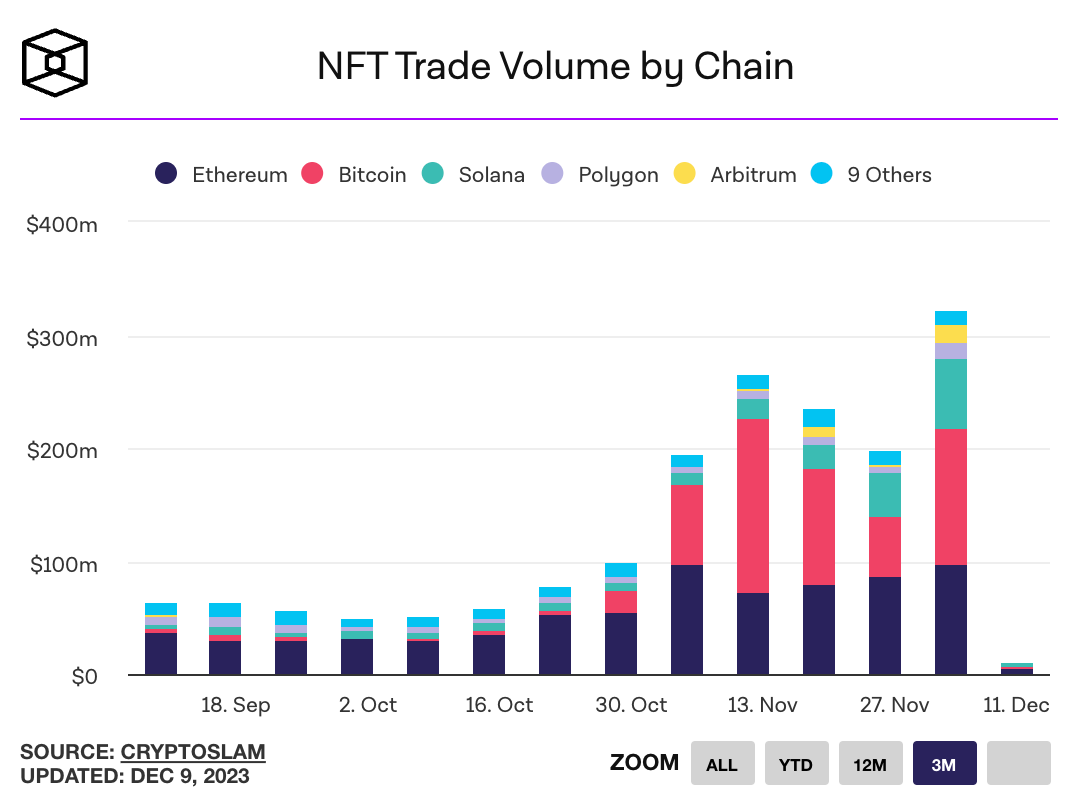 NFT Trade Volume by Chain
Ethereum Bitcoin Solana Polygon Arbitrum 9 Others
$400m
$300m
$200m
$100m
$0
18. Sep 2. Oct 16. Oct 30. Oct 13. Nov 27. Nov 11. Dec
SOURCE: CRYPTOSLAM
UPDATED: DEC 9, 2023
ZOOM ALL YTD 12M 3M